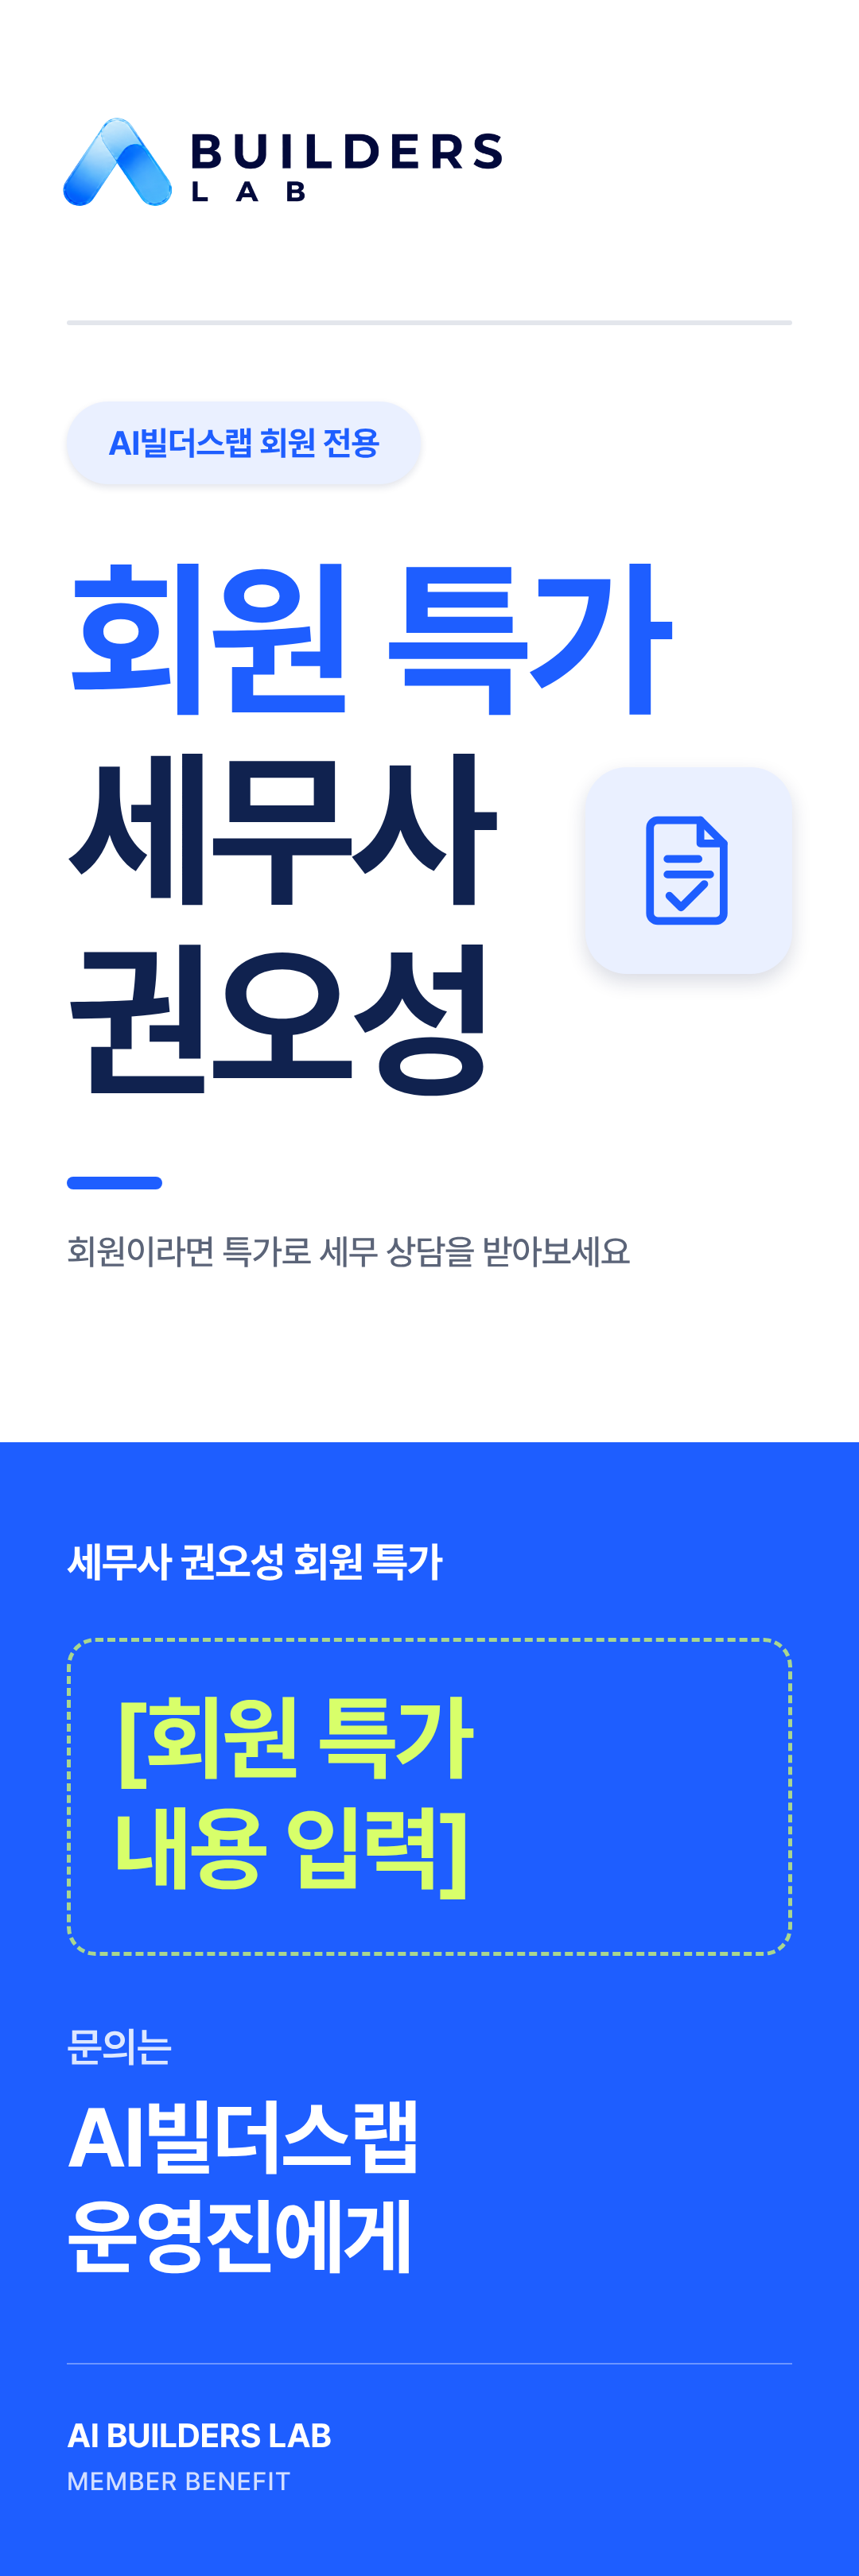 BUILDERS
LAB
AI빌더스랩 회원 전용
회원 특가
세무사
권오성
회원이라면 특가로 세무 상담을 받아보세요
세무사 권오성 회원 특가
[회원 특가
내용 입력]
문의는
AI빌더스랩
운영진에게
AI BUILDERS LAB
MEMBER BENEFIT